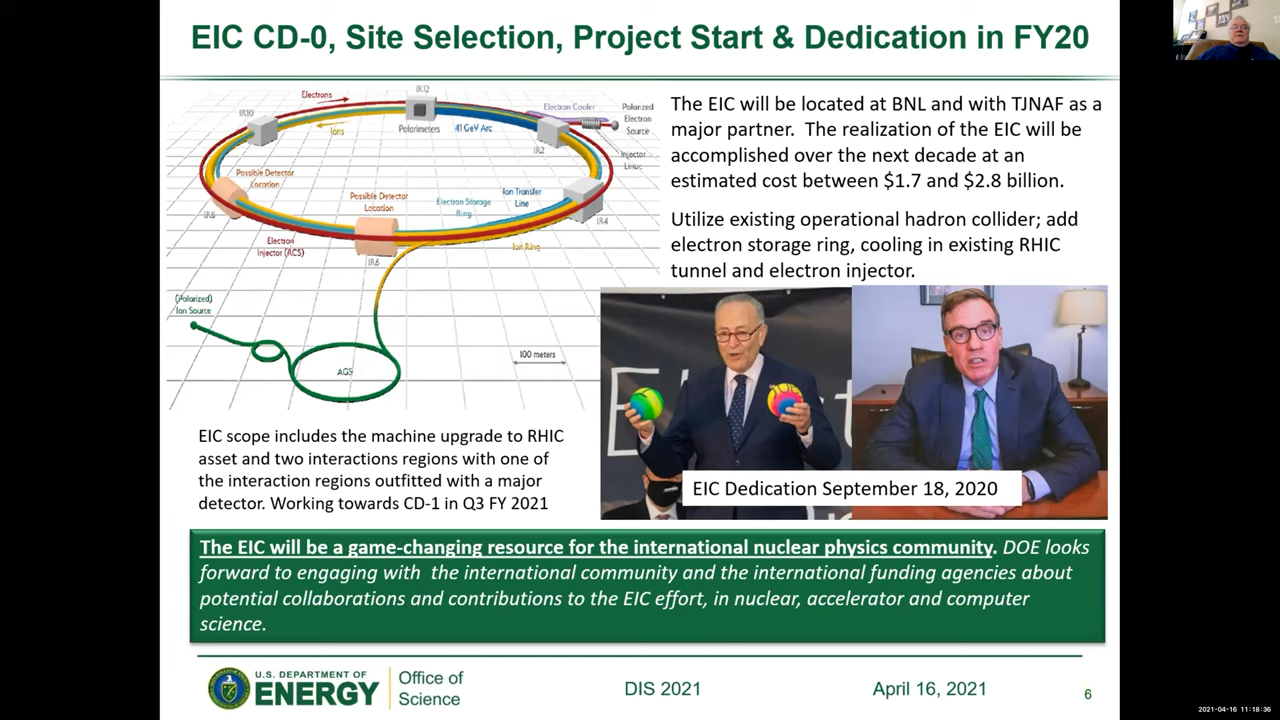 EIC CD-0, Site Selection, Project Start & Dedication in FY20
Electrons
IR12
IR10
Ions
Polarimeters
41 GeV Arc
Electron Cooler
Polarized
Electron
Source
IR2
Injector
Linac
Possible Detector
Location
IR8
Possible Detector
Location
Electron Storage
Ring
Ion Transfer
Line
IR4
Electron
Injector (RCS)
IR6
Ion Ring
(Polarized)
Ion Source
AGS
100 meters
The EIC will be located at BNL and with TJNAF as a
major partner. The realization of the EIC will be
accomplished over the next decade at an
estimated cost between $1.7 and $2.8 billion.
Utilize existing operational hadron collider; add
electron storage ring, cooling in existing RHIC
tunnel and electron injector.
EIC scope includes the machine upgrade to RHIC
asset and two interactions regions with one of
the interaction regions outfitted with a major
detector. Working towards CD-1 in Q3 FY 2021
EIC Dedication September 18, 2020
The EIC will be a game-changing resource for the international nuclear physics community. DOE looks
forward to engaging with the international community and the international funding agencies about
potential collaborations and contributions to the EIC effort, in nuclear, accelerator and computer
science.
U.S. DEPARTMENT OF
ENERGY
Office of
Science
DIS 2021
April 16, 2021
6
2021-04-16 11:18:36